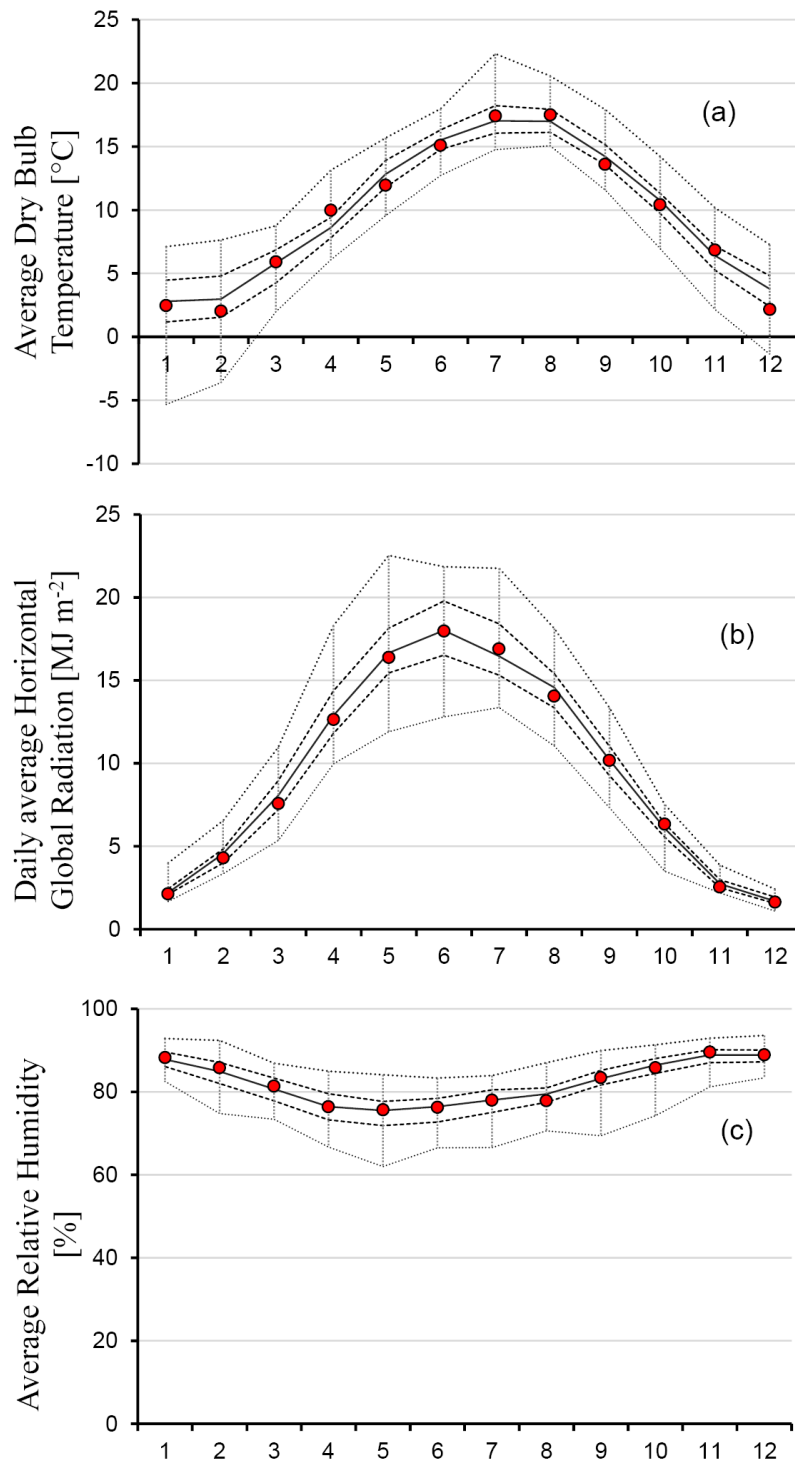 25
20
15
10
5
0
-5
-10
Average Dry Bulb
Temperature [°C]
(a)
1 2 3 4 5 6 7 8 9 10 11 12
25
20
15
10
5
0
Daily average Horizontal
Global Radiation [MJ m-2]
(b)
1 2 3 4 5 6 7 8 9 10 11 12
100
80
60
40
20
0
Average Relative Humidity
[%]
(c)
1 2 3 4 5 6 7 8 9 10 11 12